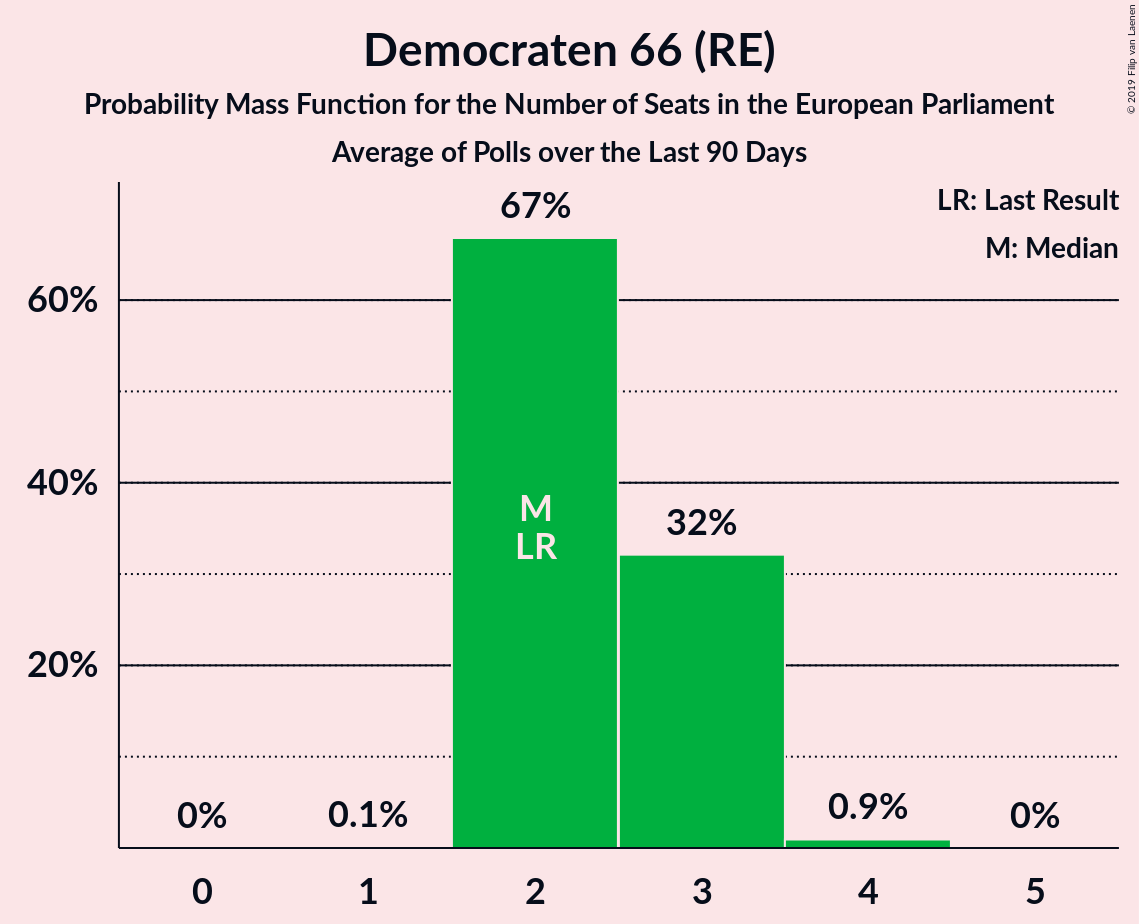 Democraten 66 (RE)
Probability Mass Function for the Number of Seats in the European Parliament
Average of Polls over the Last 90 Days
© 2019 Filip van Laenen
LR: Last Result
M: Median
60%
40%
20%
0%
0.1%
67%
M
LR
32%
0.9%
0%
0
1
2
3
4
5